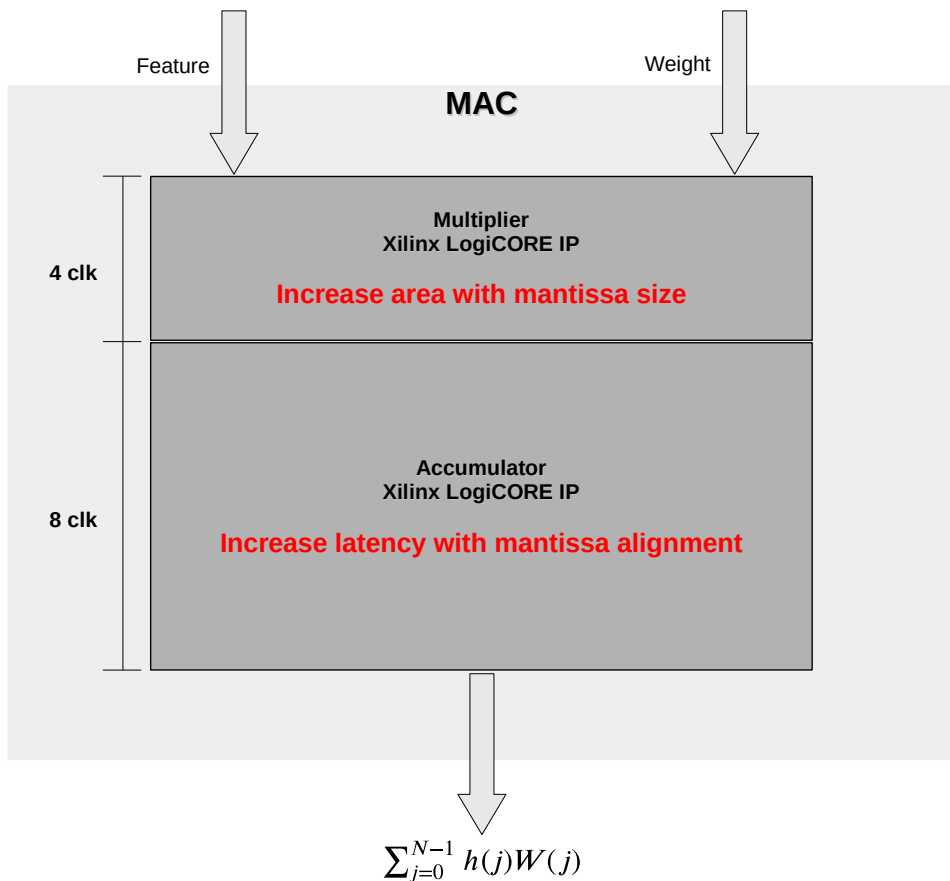 Feature
Weight
MAC
Multiplier
Xilinx LogiCORE IP
4 clk
Increase area with mantissa size
Accumulator
Xilinx LogiCORE IP
8 clk
Increase latency with mantissa alignment
∑_{j=0}^{N−1} h(j)W(j)